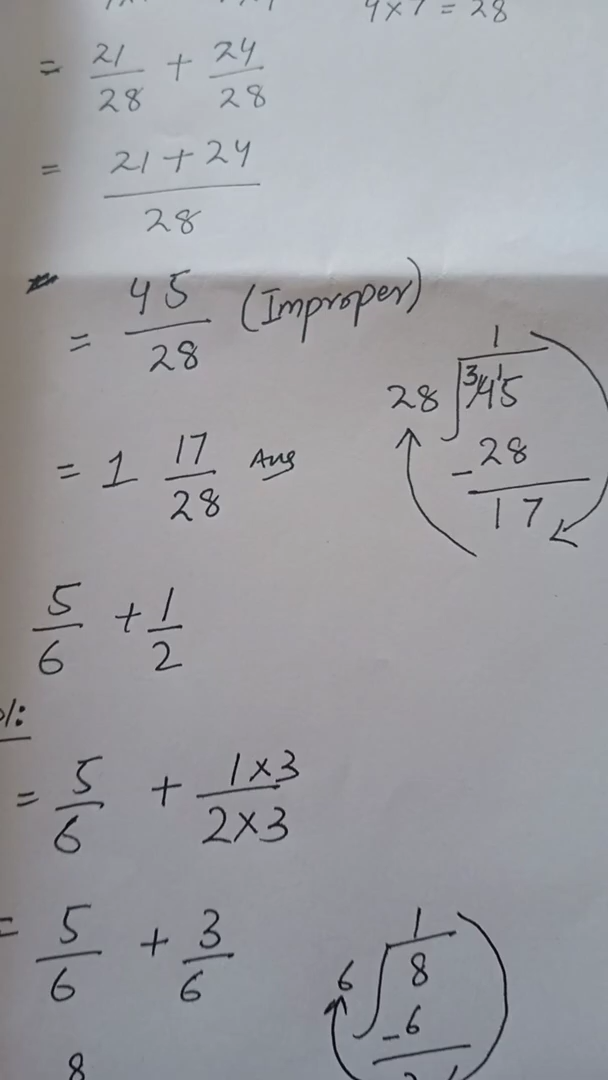 4 × 7 = 28
= 21/28 + 24/28
= 21 + 24/28
= 45/28 (Improper)
= 1 17/28 Ans
1
28 45
3 1
- 28
17
5/6 + 1/2
= 5/6 + 1×3/2×3
= 5/6 + 3/6
1
6 8
- 6
8